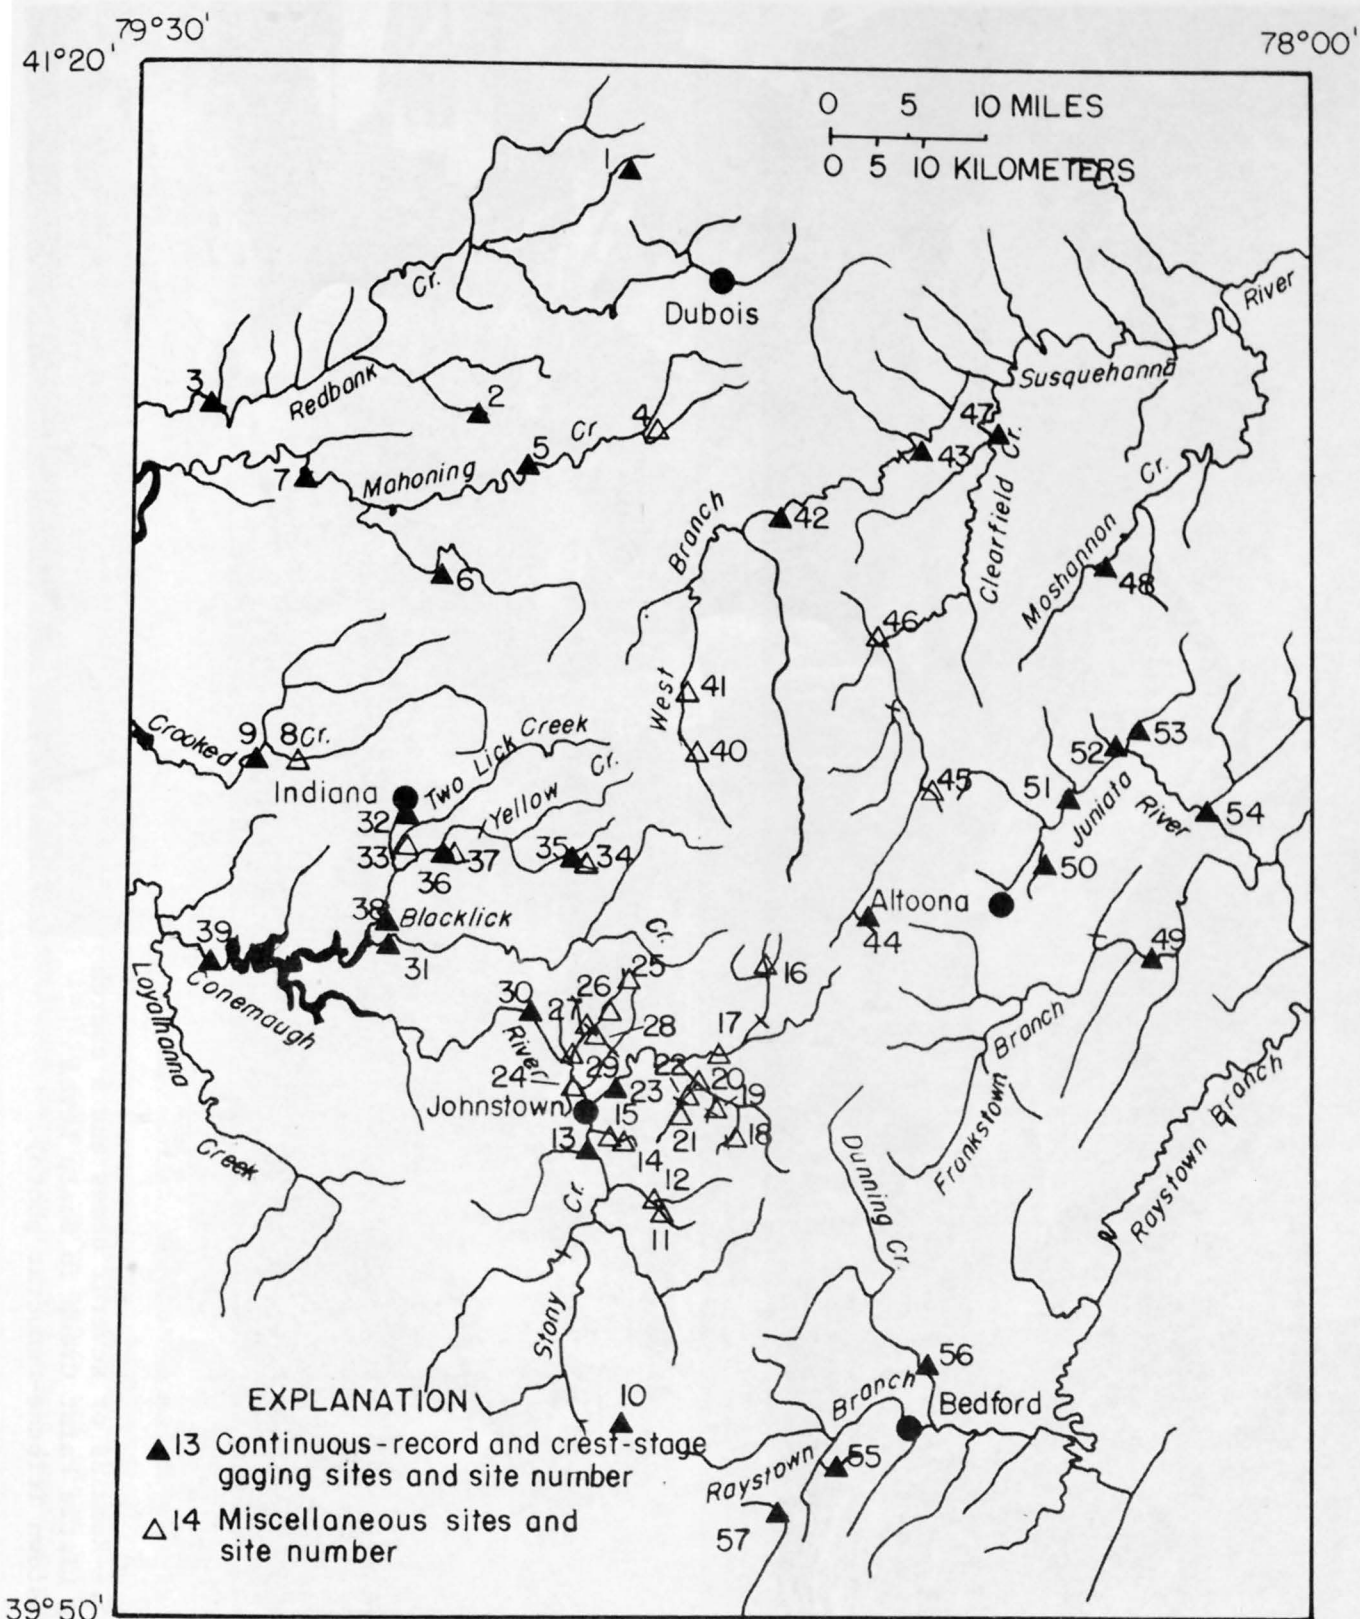 79°30'
41°20'
78°00'
0 5 10 MILES
0 5 10 KILOMETERS
1
Cr.
Dubois
River
3
Redbank
2
Susquehanna
4
Cr
5
47
Cr.
43
7
Mahoning
Cr.
Branch
42
Clearfield
Moshannon
6
48
46
West
41
9
8
Cr.
Crooked
Two Lick Creek
Cr.
40
53
52
Indiana
Yellow
45
51
Juniata
River
54
32
33
36
37
35
34
50
Altoona
38
Blacklick
44
39
31
Cr.
49
16
Loyalhanna
Conemaugh
30
River
26
25
27
28
17
Branch
29
22
20
24
23
19
Johnstown
15
21
18
13
14
Frankstown
Raystown Branch
Creek
12
Cr.
11
Dunning Cr.
Stony
56
Branch
Bedford
EXPLANATION
10
13 Continuous-record and crest-stage
gaging sites and site number
Raystown
55
14 Miscellaneous sites and
site number
57
39°50'